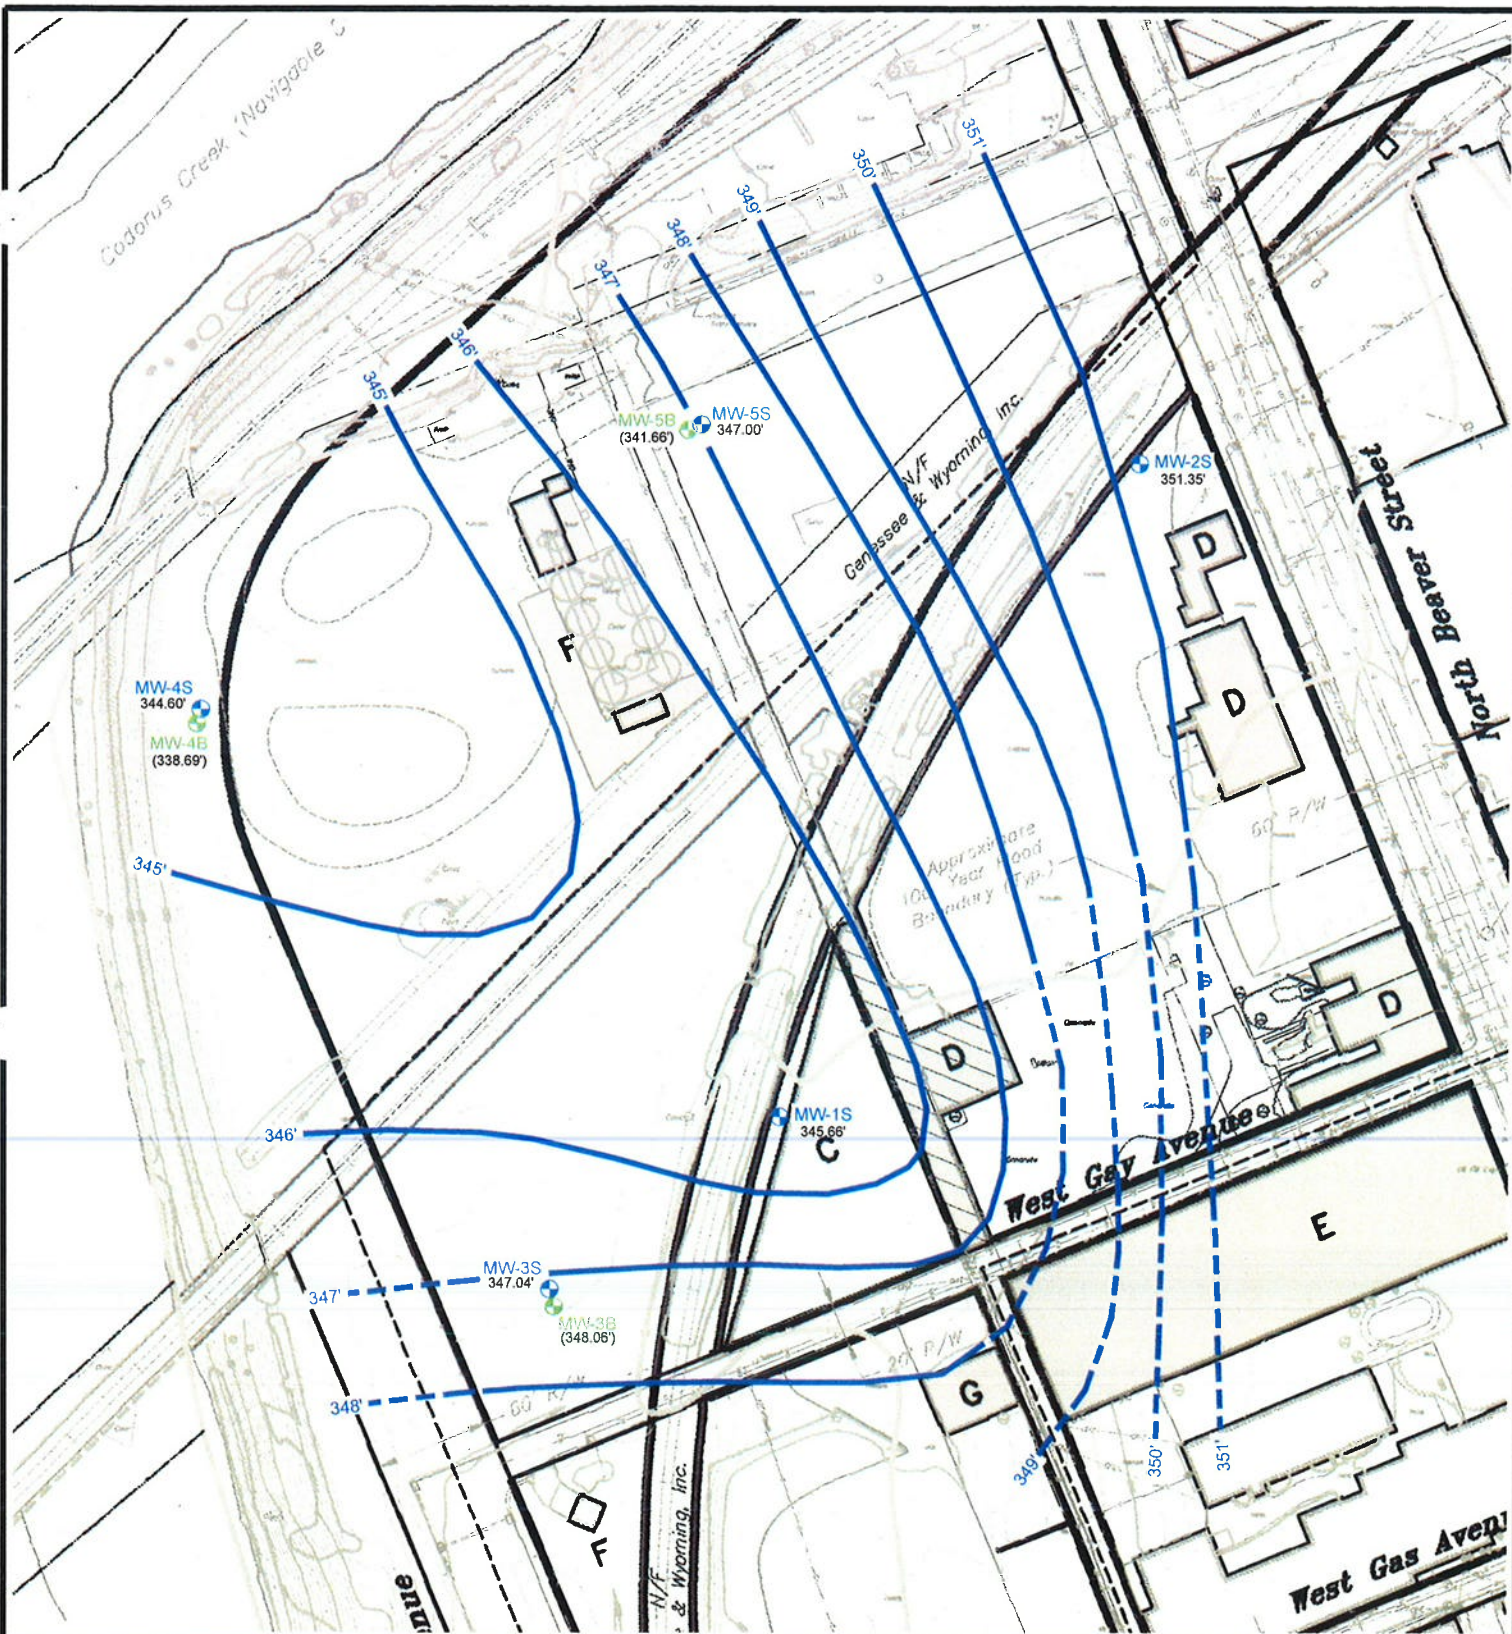 Codorus Creek (Navigable
351'
350'
349'
348'
347'
346'
345'
MW-5B
(341.66')
MW-5S
347.00'
MW-2S
351.35'
N/F
Genessee & Wyoming, Inc.
North Beaver Street
D
F
D
MW-4S
344.60'
MW-4B
(338.69')
60' R/W
Approximate
100 Year Flood
Boundary (Typ.)
345'
D
D
MW-1S
345.66'
C
346'
West Gay Avenue
E
MW-3S
347.04'
MW-3B
(348.06')
347'
20' R/W
G
348'
60' R/W
349'
350'
351'
F
N/F
& Wyoming, Inc.
West Gas Aven